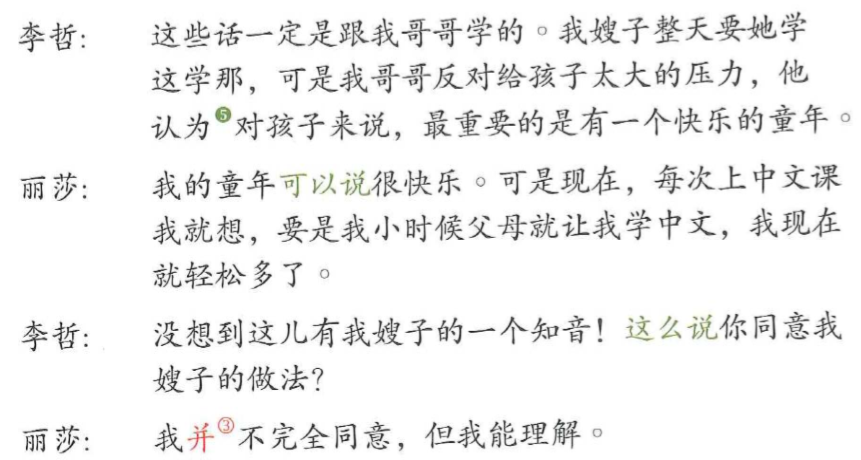 李哲: 这些话一定是跟我哥哥学的。我嫂子整天要她学
这学那，可是我哥哥反对给孩子太大的压力，他
认为❺对孩子来说，最重要的是有一个快乐的童年。
丽莎: 我的童年可以说很快乐。可是现在，每次上中文课
我就想，要是我小时候父母就让我学中文，我现在
就轻松多了。
李哲: 没想到这儿有我嫂子的一个知音！这么说你同意我
嫂子的做法？
丽莎: 我并③不完全同意，但我能理解。